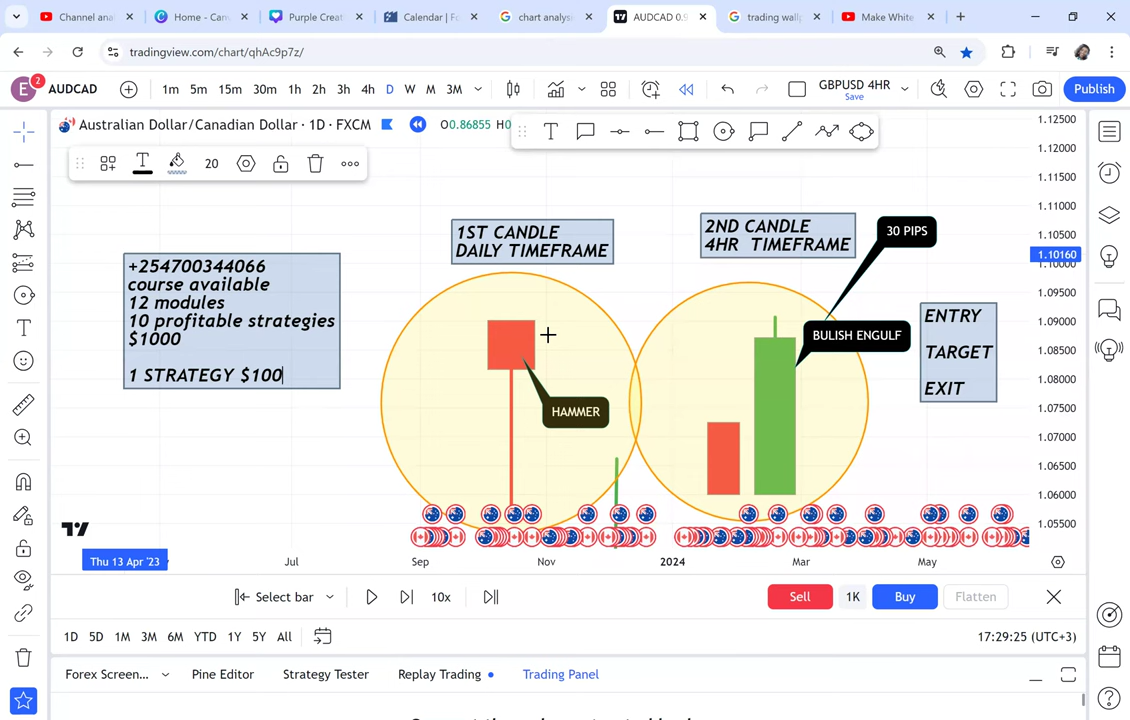 Channel anal
Home - Can
Purple Creat
Calendar | Fo
chart analys
AUDCAD 0.9
trading wallp
Make White
tradingview.com/chart/qhAc9p7z/
E 2 AUDCAD 1m 5m 15m 30m 1h 2h 3h 4h D W M 3M GBPUSD 4HR Save Publish
Australian Dollar/Canadian Dollar · 1D · FXCM O0.86855 H0
T
T 20
1.12500
1.12000
1.11500
1.11000
1.10500
1.10160
1.10000
1.09500
1.09000
1.08500
1.08000
1.07500
1.07000
1.06500
1.06000
1.05500
+254700344066
course available
12 modules
10 profitable strategies
$1000
1 STRATEGY $100
1ST CANDLE
DAILY TIMEFRAME
HAMMER
2ND CANDLE
4HR TIMEFRAME
30 PIPS
BULISH ENGULF
ENTRY
TARGET
EXIT
Thu 13 Apr '23 Jul Sep Nov 2024 Mar May
Select bar 10x Sell 1K Buy Flatten
1D 5D 1M 3M 6M YTD 1Y 5Y All 17:29:25 (UTC+3)
Forex Screen... Pine Editor Strategy Tester Replay Trading Trading Panel